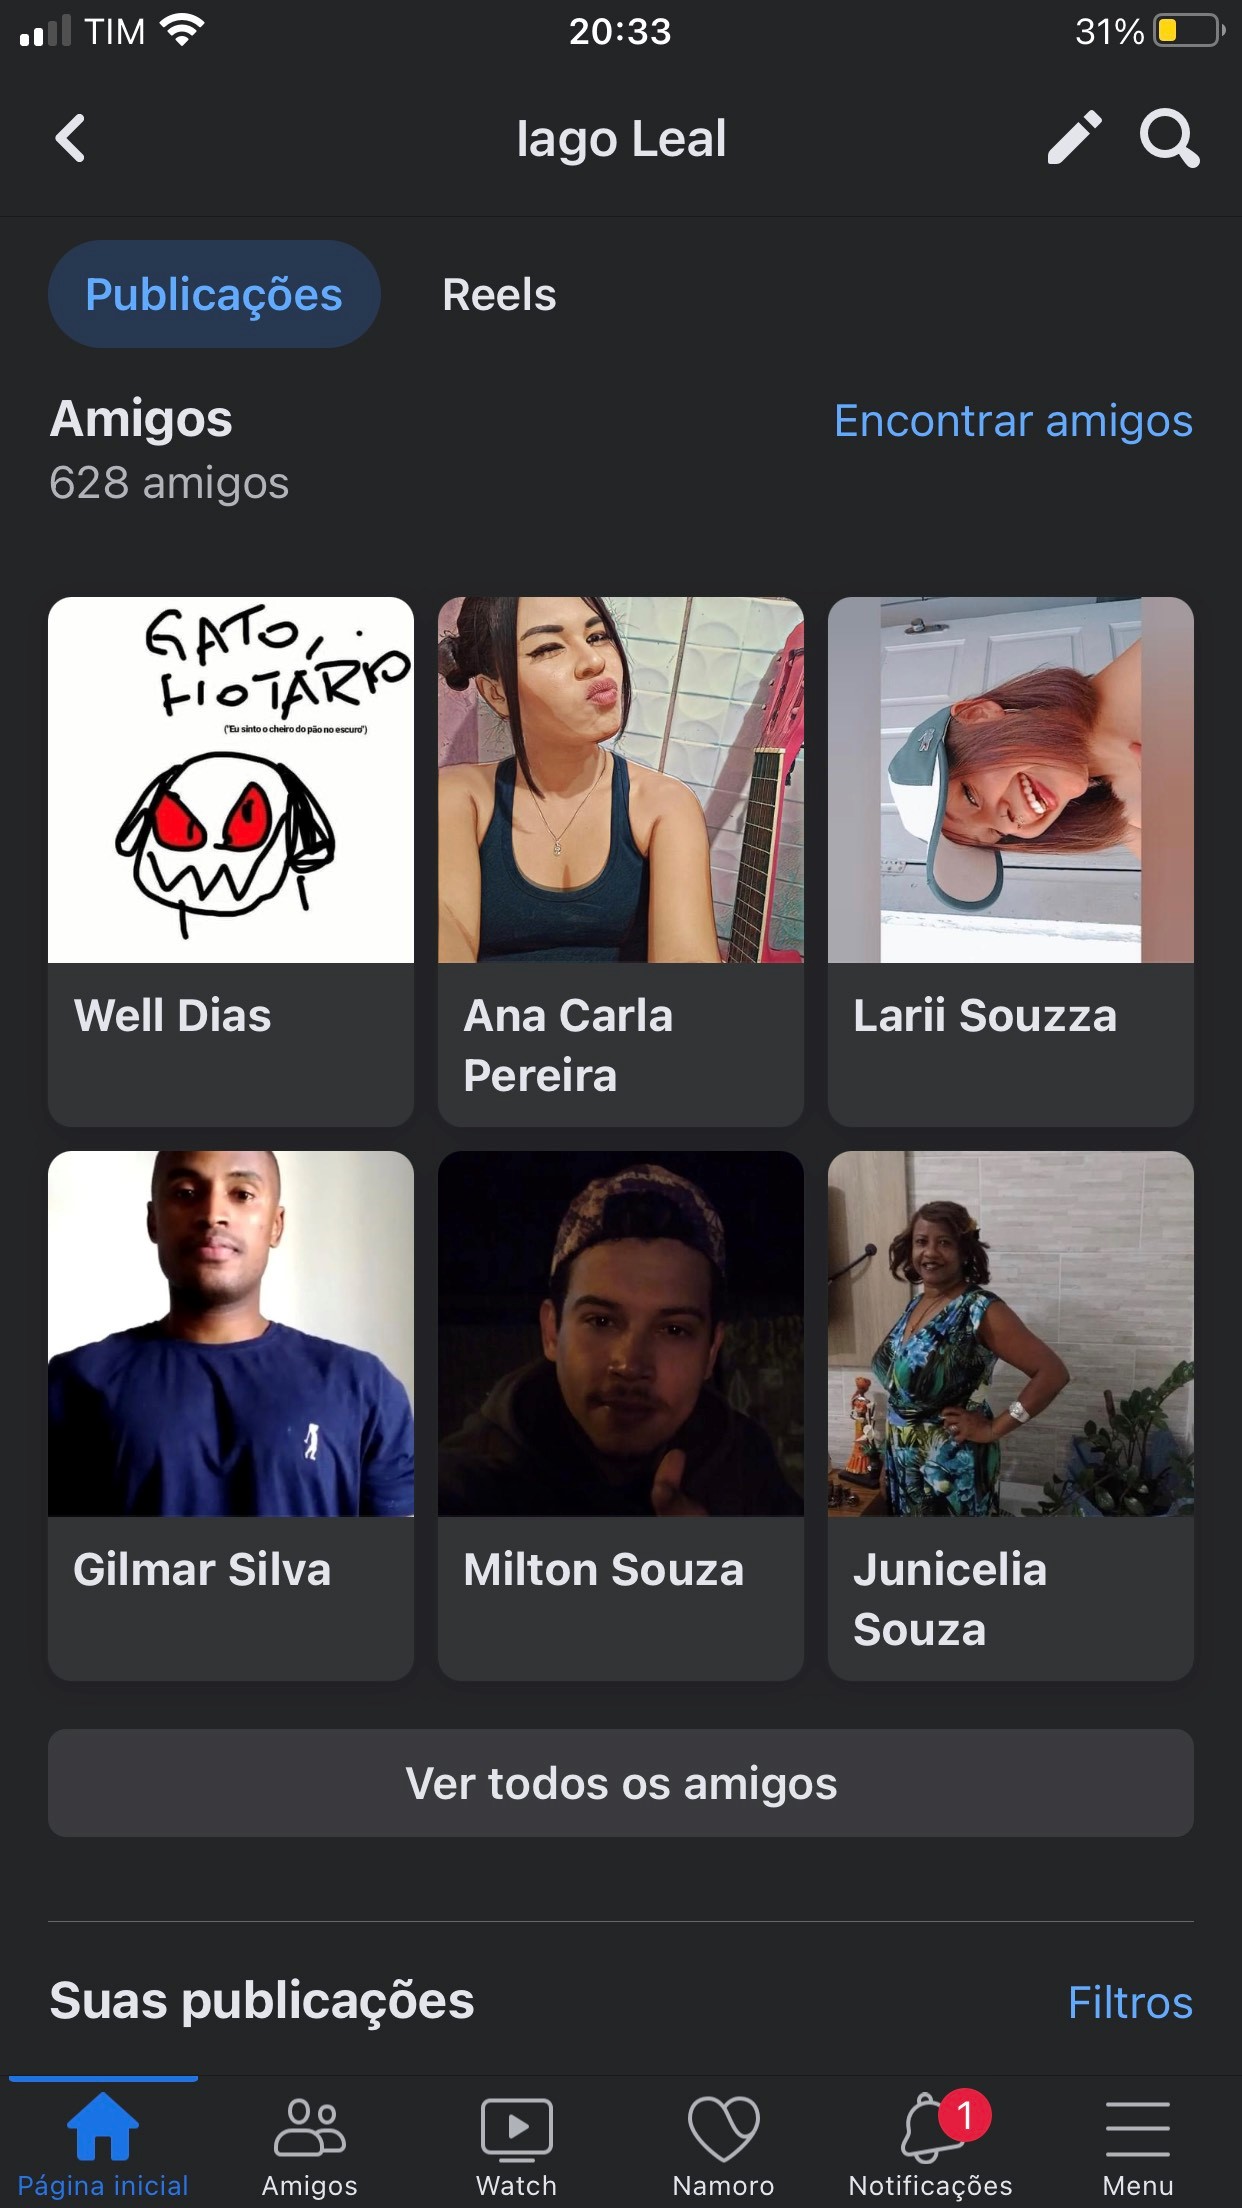 TIM
20:33
31%
Iago Leal
Publicações
Reels
Amigos
Encontrar amigos
628 amigos
GATO,
HOTÁRIO
("Eu sinto o cheiro do pão no escuro")
Well Dias
Ana Carla
Pereira
Larii Souzza
Gilmar Silva
Milton Souza
Junicelia
Souza
Ver todos os amigos
Suas publicações
Filtros
1
Página inicial
Amigos
Watch
Namoro
Notificações
Menu